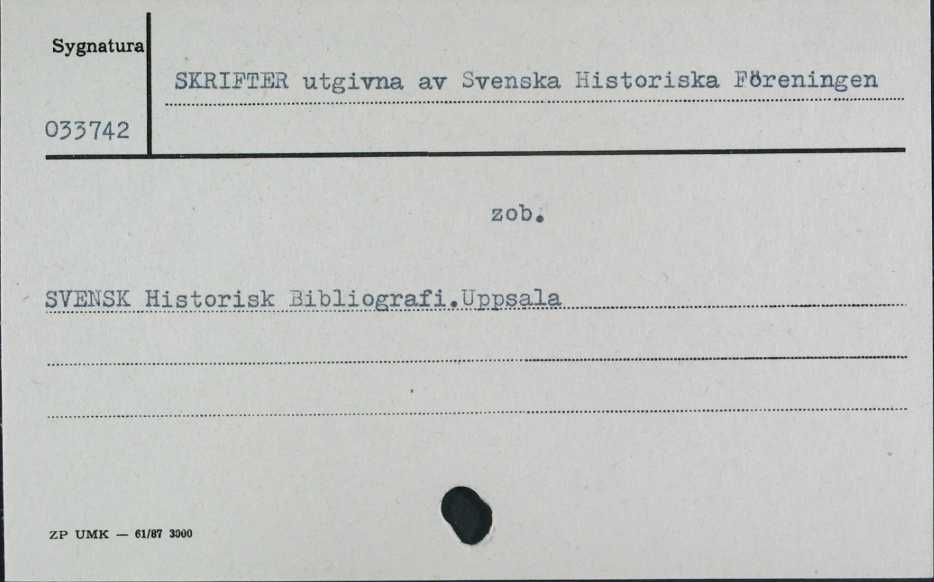 Sygnatura
SKRIFTER utgivna av Svenska Historiska Föreningen
033742
zob.
SVENSK Historisk Bibliografi.Uppsala
ZP UMK — 61/87 3000